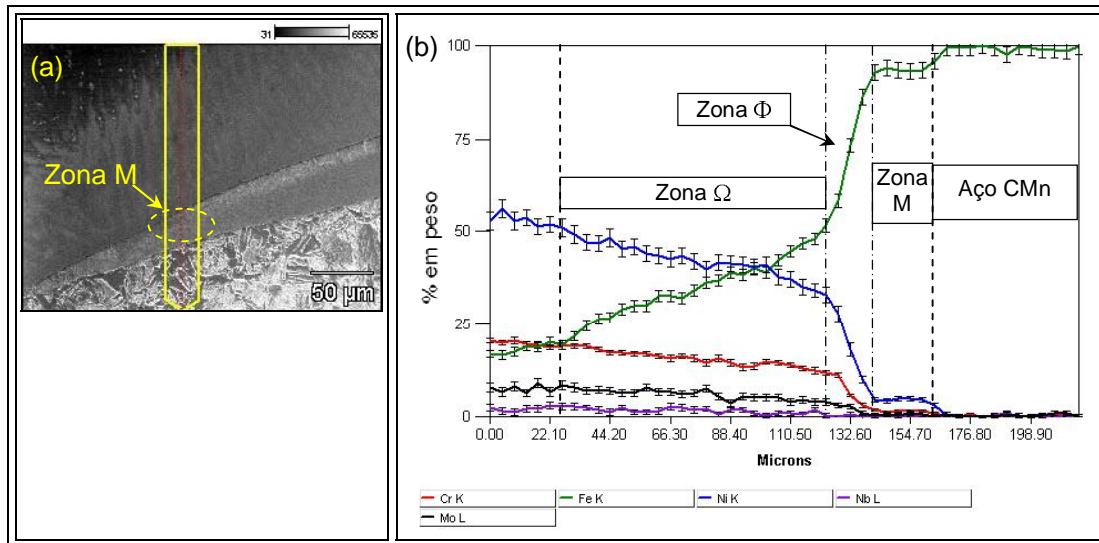 31
65535
(a)
Zona M
50 µm
(b)
100
75
50
25
0
% em peso
Zona Φ
Zona Ω
Zona
M
Aço CMn
0.00 22.10 44.20 66.30 88.40 110.50 132.60 154.70 176.80 198.90
Microns
Cr K
Fe K
Ni K
Nb L
Mo L